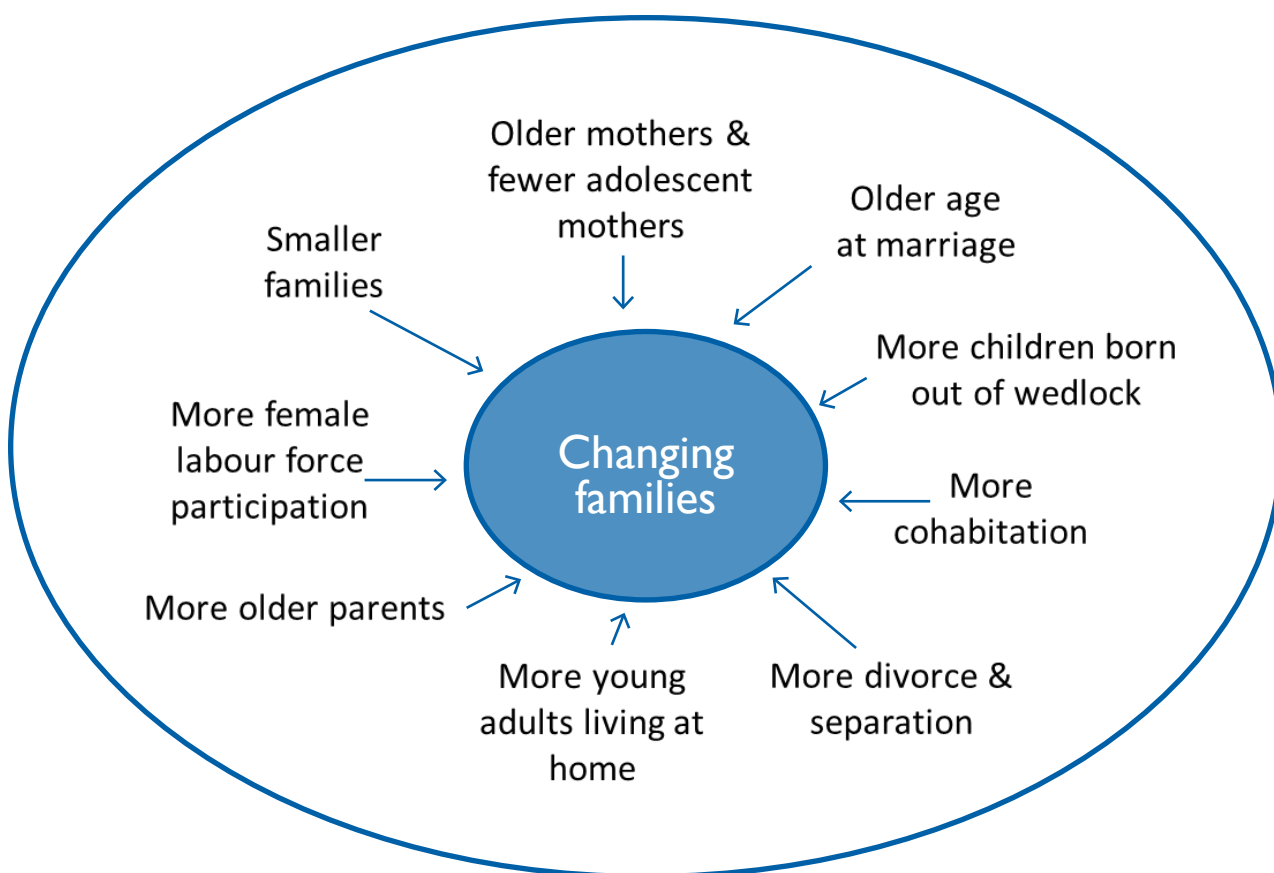 Older mothers &
fewer adolescent
mothers
Older age
at marriage
Smaller
families
More children born
out of wedlock
More female
labour force
participation
Changing
families
More
cohabitation
More older parents
More young
adults living at
home
More divorce &
separation